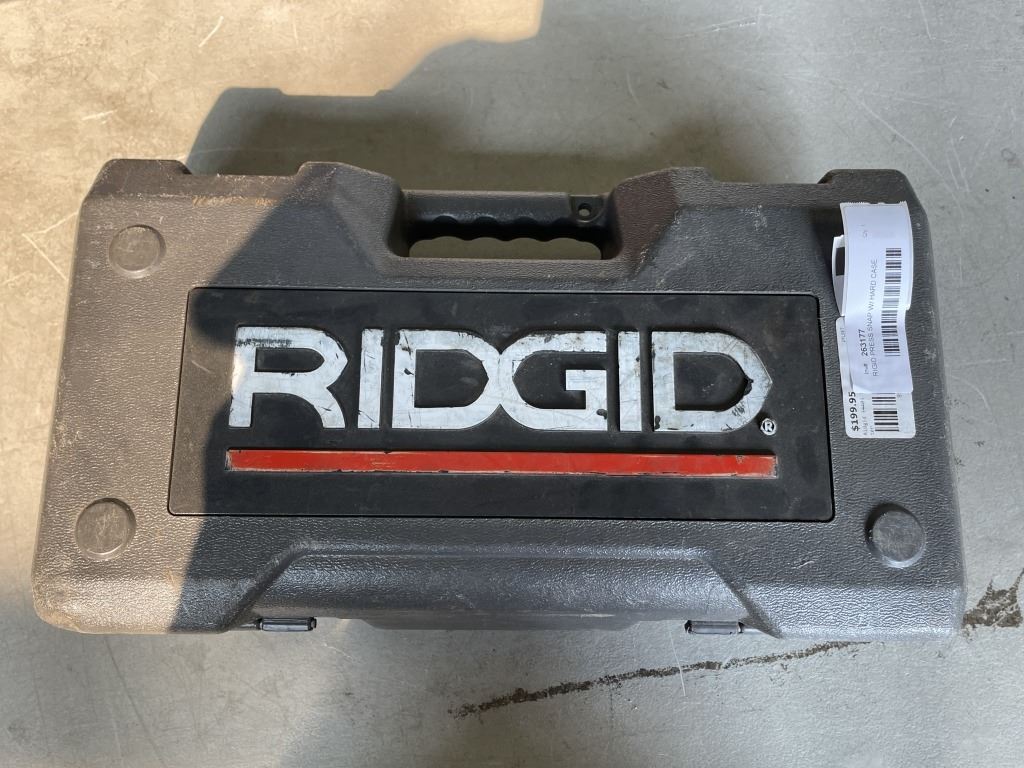 RIDGID®
263177
RIGID PRESS SNAP W/ HARD CASE
$199.95